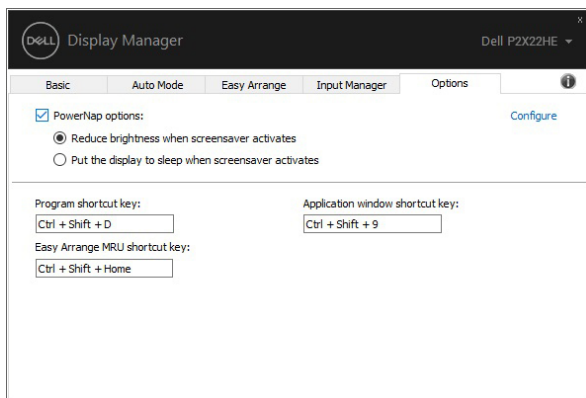 x
DELL Display Manager Dell P2X22HE
Basic Auto Mode Easy Arrange Input Manager Options
PowerNap options: Configure
Reduce brightness when screensaver activates
Put the display to sleep when screensaver activates
Program shortcut key: Application window shortcut key:
Ctrl + Shift + D Ctrl + Shift + 9
Easy Arrange MRU shortcut key:
Ctrl + Shift + Home